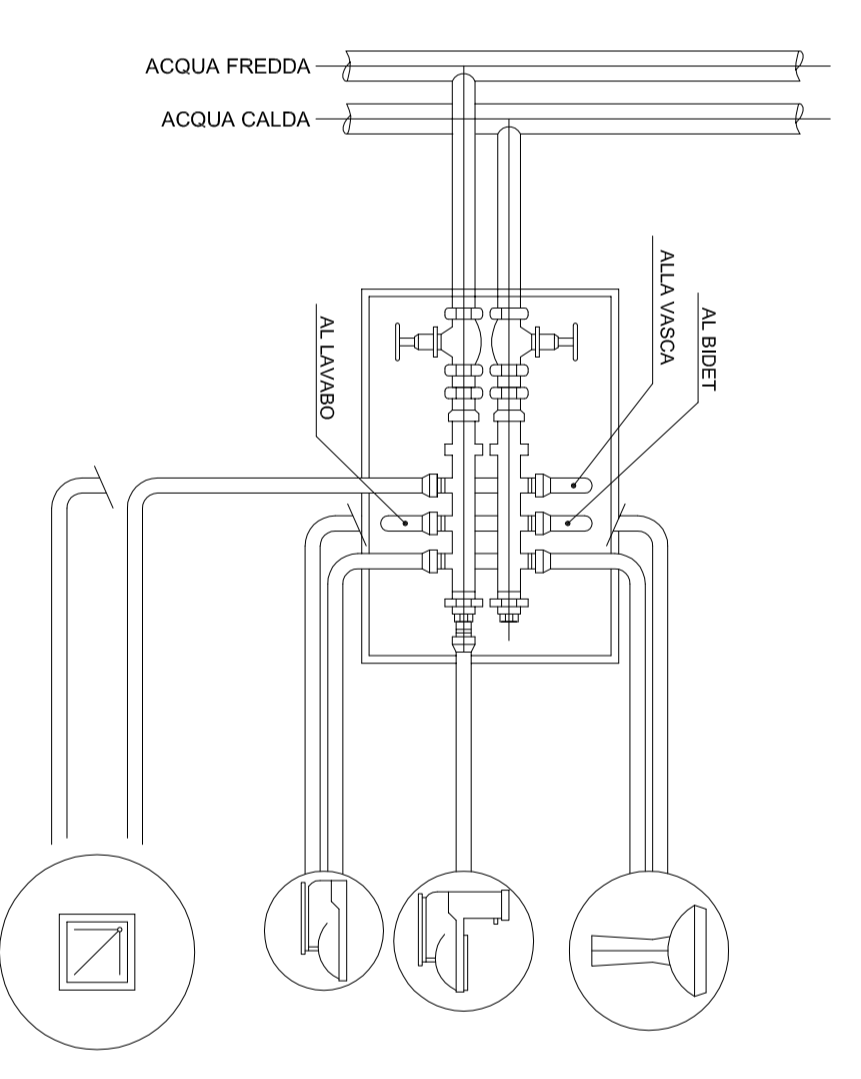 ACQUA FREDDA
ACQUA CALDA
ALLA VASCA
AL BIDET
AL LAVABO